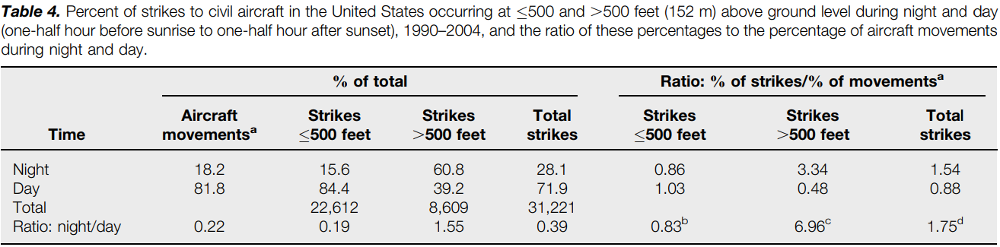 Table 4. Percent of strikes to civil aircraft in the United States occurring at ≤500 and >500 feet (152 m) above ground level during night and day
(one-half hour before sunrise to one-half hour after sunset), 1990–2004, and the ratio of these percentages to the percentage of aircraft movements
during night and day.
% of total Ratio: % of strikes/% of movementsᵃ
Aircraft Strikes Strikes Total Strikes Strikes Total
Time movementsᵃ ≤500 feet >500 feet strikes ≤500 feet >500 feet strikes
Night 18.2 15.6 60.8 28.1 0.86 3.34 1.54
Day 81.8 84.4 39.2 71.9 1.03 0.48 0.88
Total 22,612 8,609 31,221
Ratio: night/day 0.22 0.19 1.55 0.39 0.83ᵇ 6.96ᶜ 1.75ᵈ